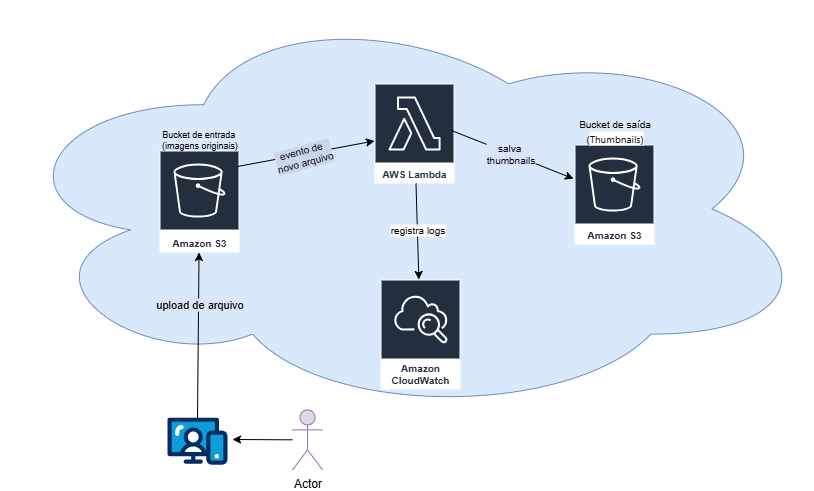 Bucket de entrada
(imagens originais)
Amazon S3
evento de
novo arquivo
AWS Lambda
salva
thumbnails
Bucket de saída
(Thumbnails)
Amazon S3
registra logs
Amazon
CloudWatch
upload de arquivo
Actor